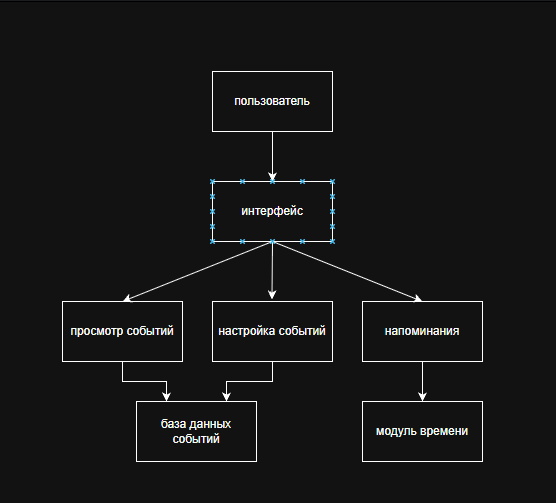 пользователь
интерфейс
просмотр событий
настройка событий
напоминания
база данных
событий
модуль времени